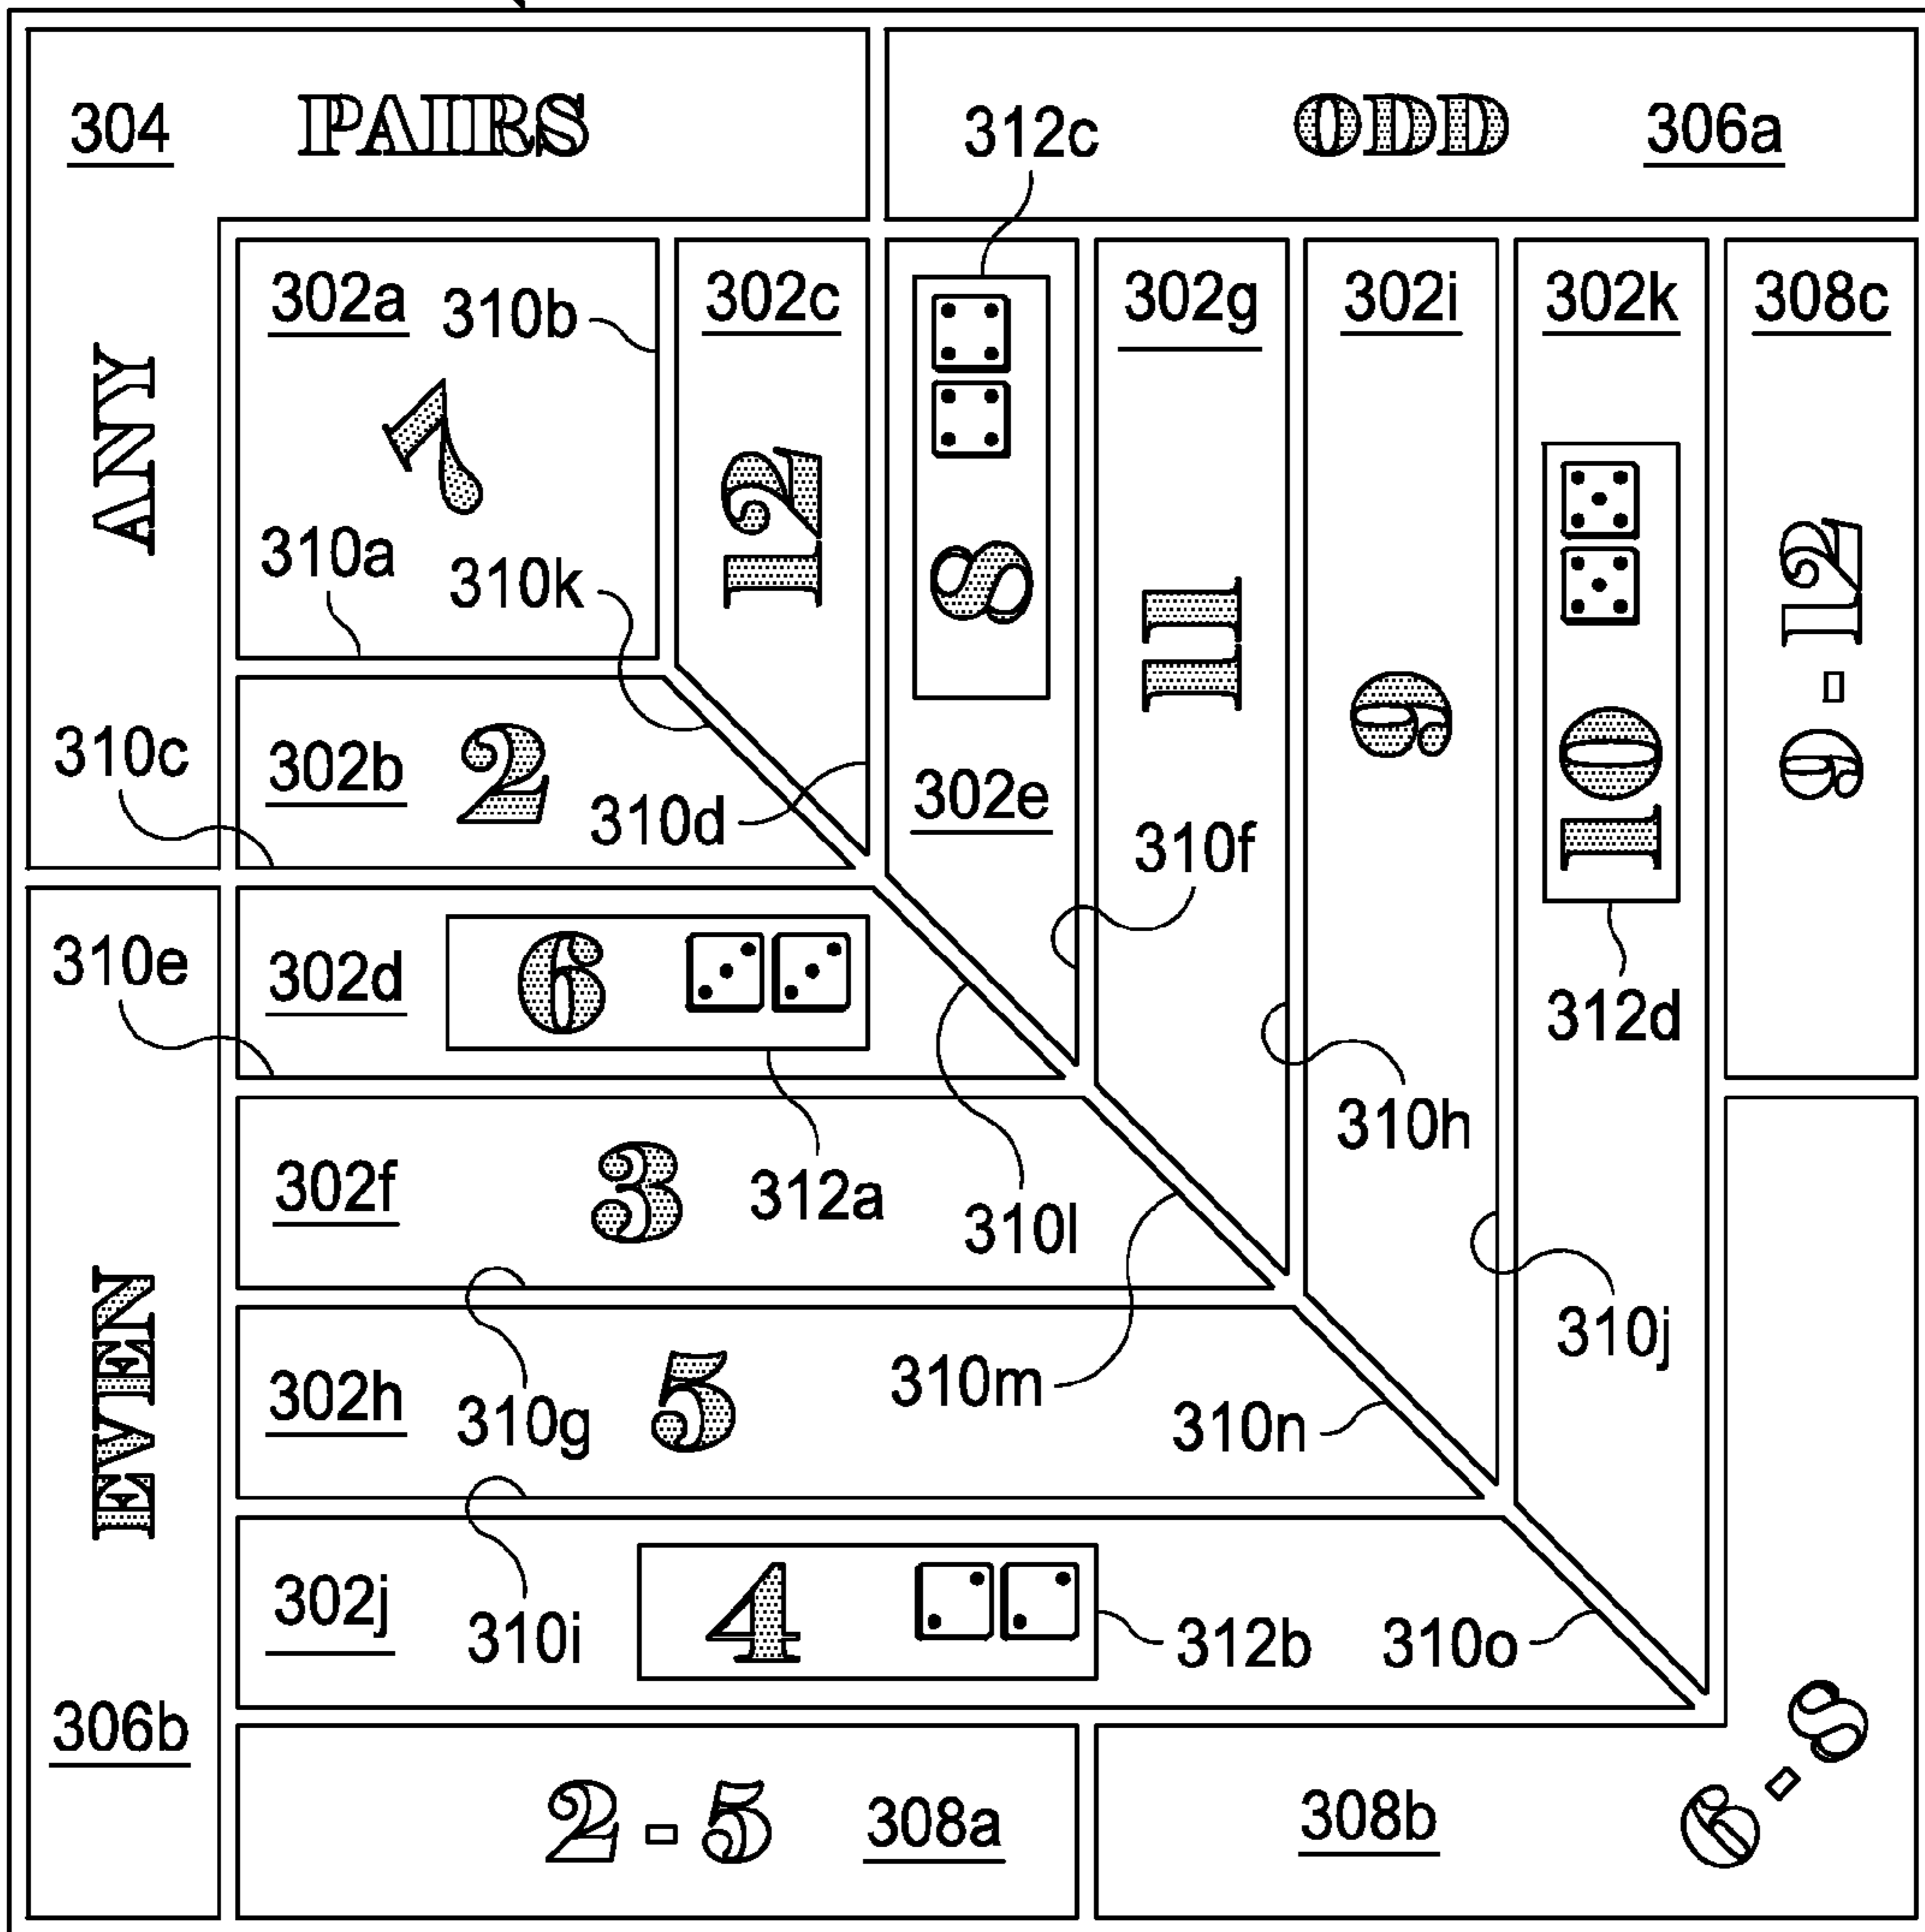 304 PAIRS ODD 306a
312c
302a 310b 302c 302g 302i 302k 308c
ANY
7
12
310a 310k
8
11
9
10
9 - 12
310c 302b 2 310d 302e 310f
310e 302d 6 312d
302f 3 312a 310l 310h
EVEN
302h 310g 5 310m 310n 310j
302j 310i 4 312b 310o
306b
2 - 5 308a 308b 6 - 8